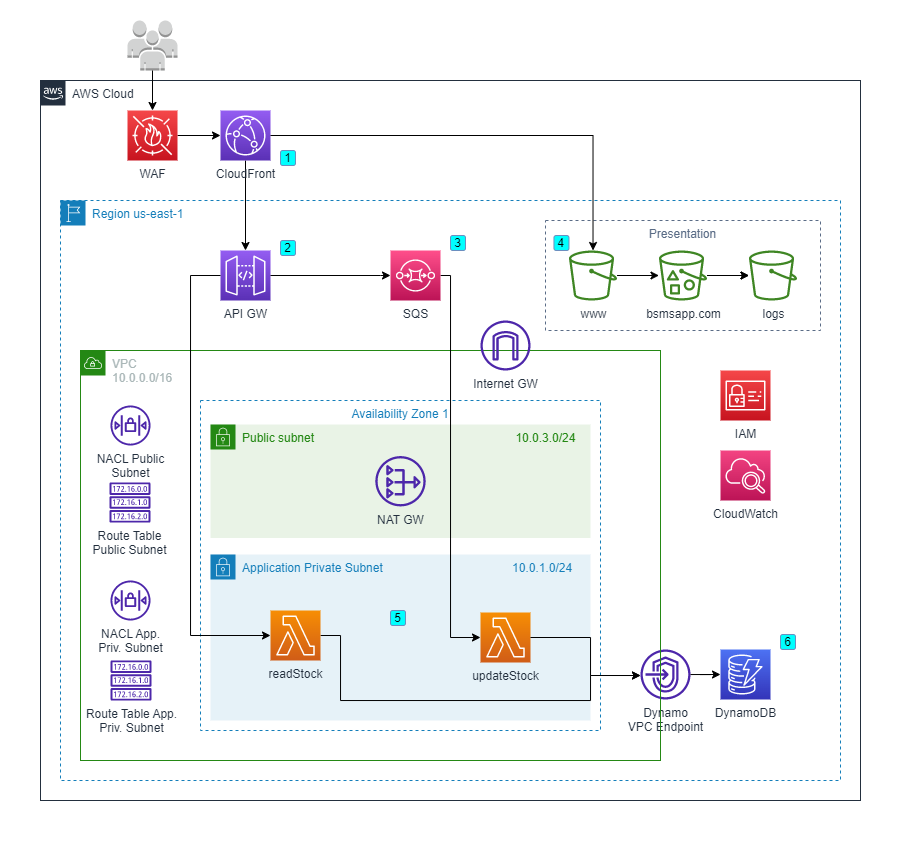 aws
AWS Cloud
WAF
CloudFront
1
Region us-east-1
2
3
API GW
SQS
Presentation
4
www
bsmsapp.com
logs
Internet GW
VPC
10.0.0.0/16
Availability Zone 1
Public subnet
10.0.3.0/24
NAT GW
IAM
CloudWatch
NACL Public
Subnet
172.16.0.0
172.16.1.0
172.16.2.0
Route Table
Public Subnet
Application Private Subnet
10.0.1.0/24
5
readStock
updateStock
NACL App.
Priv. Subnet
172.16.0.0
172.16.1.0
172.16.2.0
Route Table App.
Priv. Subnet
Dynamo
VPC Endpoint
6
DynamoDB